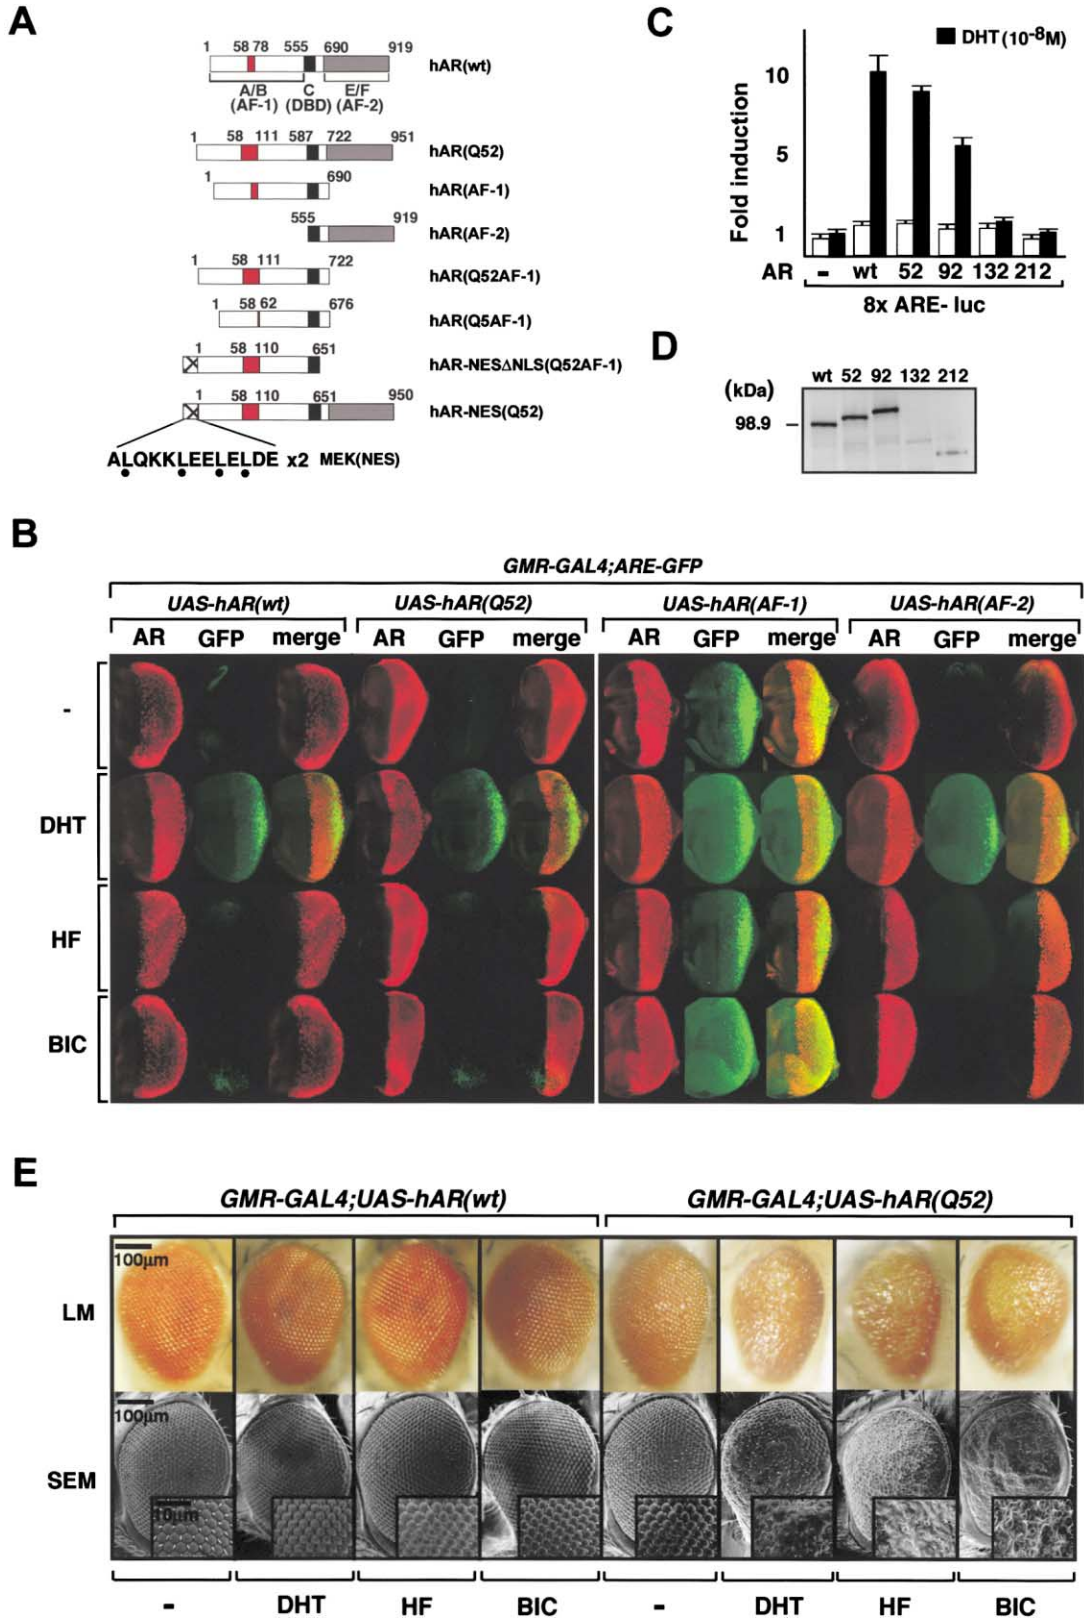 A
1 58 78 555 690 919
hAR(wt)
A/B C E/F
(AF-1) (DBD) (AF-2)
1 58 111 587 722 951
hAR(Q52)
1 690
hAR(AF-1)
555 919
hAR(AF-2)
1 58 111 722
hAR(Q52AF-1)
1 58 62 676
hAR(Q5AF-1)
1 58 110 651
hAR-NESΔNLS(Q52AF-1)
1 58 110 651 950
hAR-NES(Q52)
ALQKKLEELELDE x2 MEK(NES)
C
DHT (10⁻⁸M)
Fold induction
10
5
1
AR - wt 52 92 132 212
8x ARE- luc
D
(kDa)
wt 52 92 132 212
98.9
B
GMR-GAL4;ARE-GFP
UAS-hAR(wt) UAS-hAR(Q52) UAS-hAR(AF-1) UAS-hAR(AF-2)
AR GFP merge AR GFP merge AR GFP merge AR GFP merge
-
DHT
HF
BIC
E
GMR-GAL4;UAS-hAR(wt) GMR-GAL4;UAS-hAR(Q52)
100μm
LM
100μm
SEM
10μm
- DHT HF BIC - DHT HF BIC